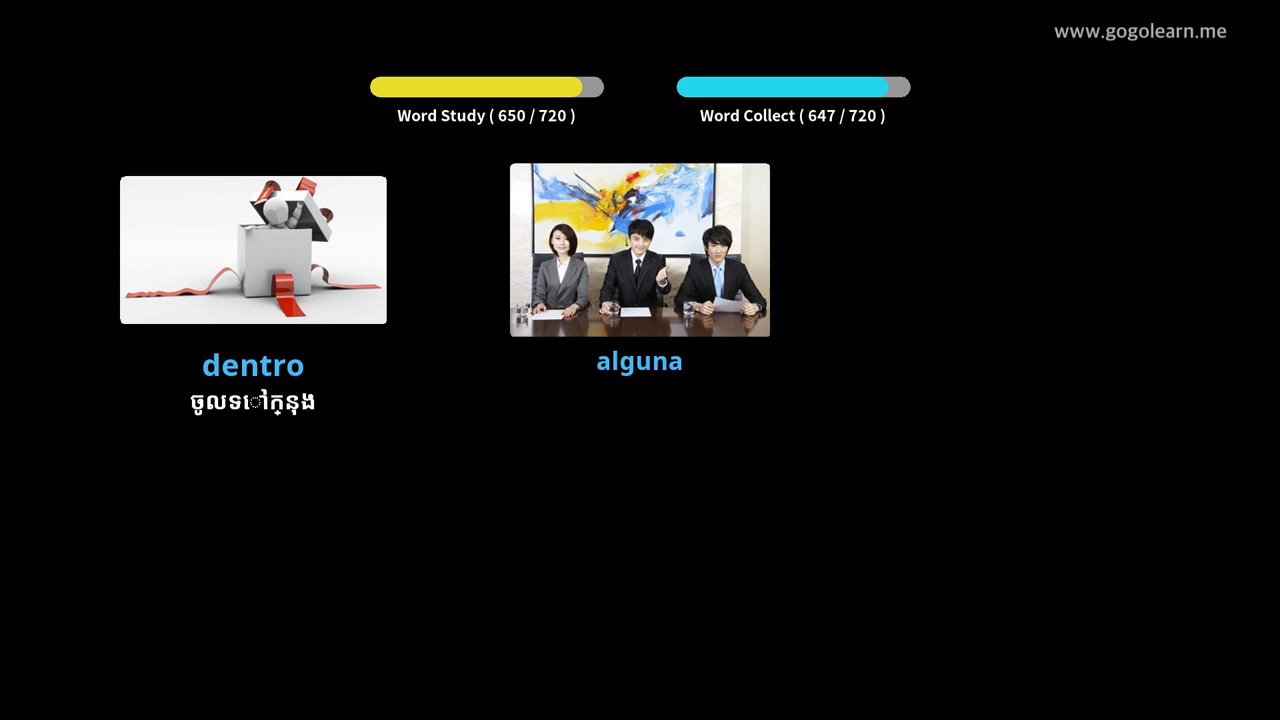 www.gogolearn.me
Word Study ( 650 / 720 )
Word Collect ( 647 / 720 )
dentro
ចូលទៅក្នុង
alguna